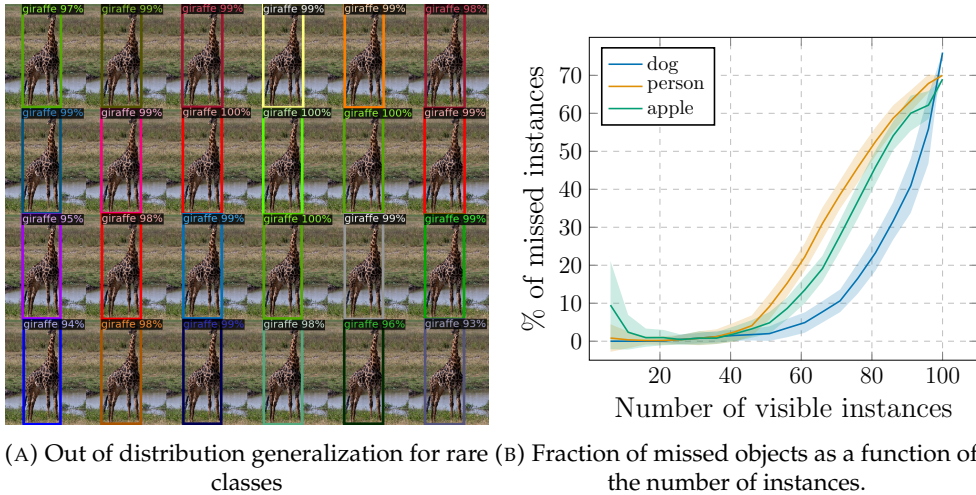 giraffe 97% giraffe 99% giraffe 99% giraffe 99% giraffe 99% giraffe 98%
giraffe 99% giraffe 99% giraffe 100% giraffe 100% giraffe 100% giraffe 99%
giraffe 95% giraffe 98% giraffe 99% giraffe 100% giraffe 99% giraffe 99%
giraffe 94% giraffe 98% giraffe 99% giraffe 98% giraffe 96% giraffe 93%
(A) Out of distribution generalization for rare
classes
% of missed instances
70
60
50
40
30
20
10
0
dog
person
apple
20 40 60 80 100
Number of visible instances
(B) Fraction of missed objects as a function of
the number of instances.